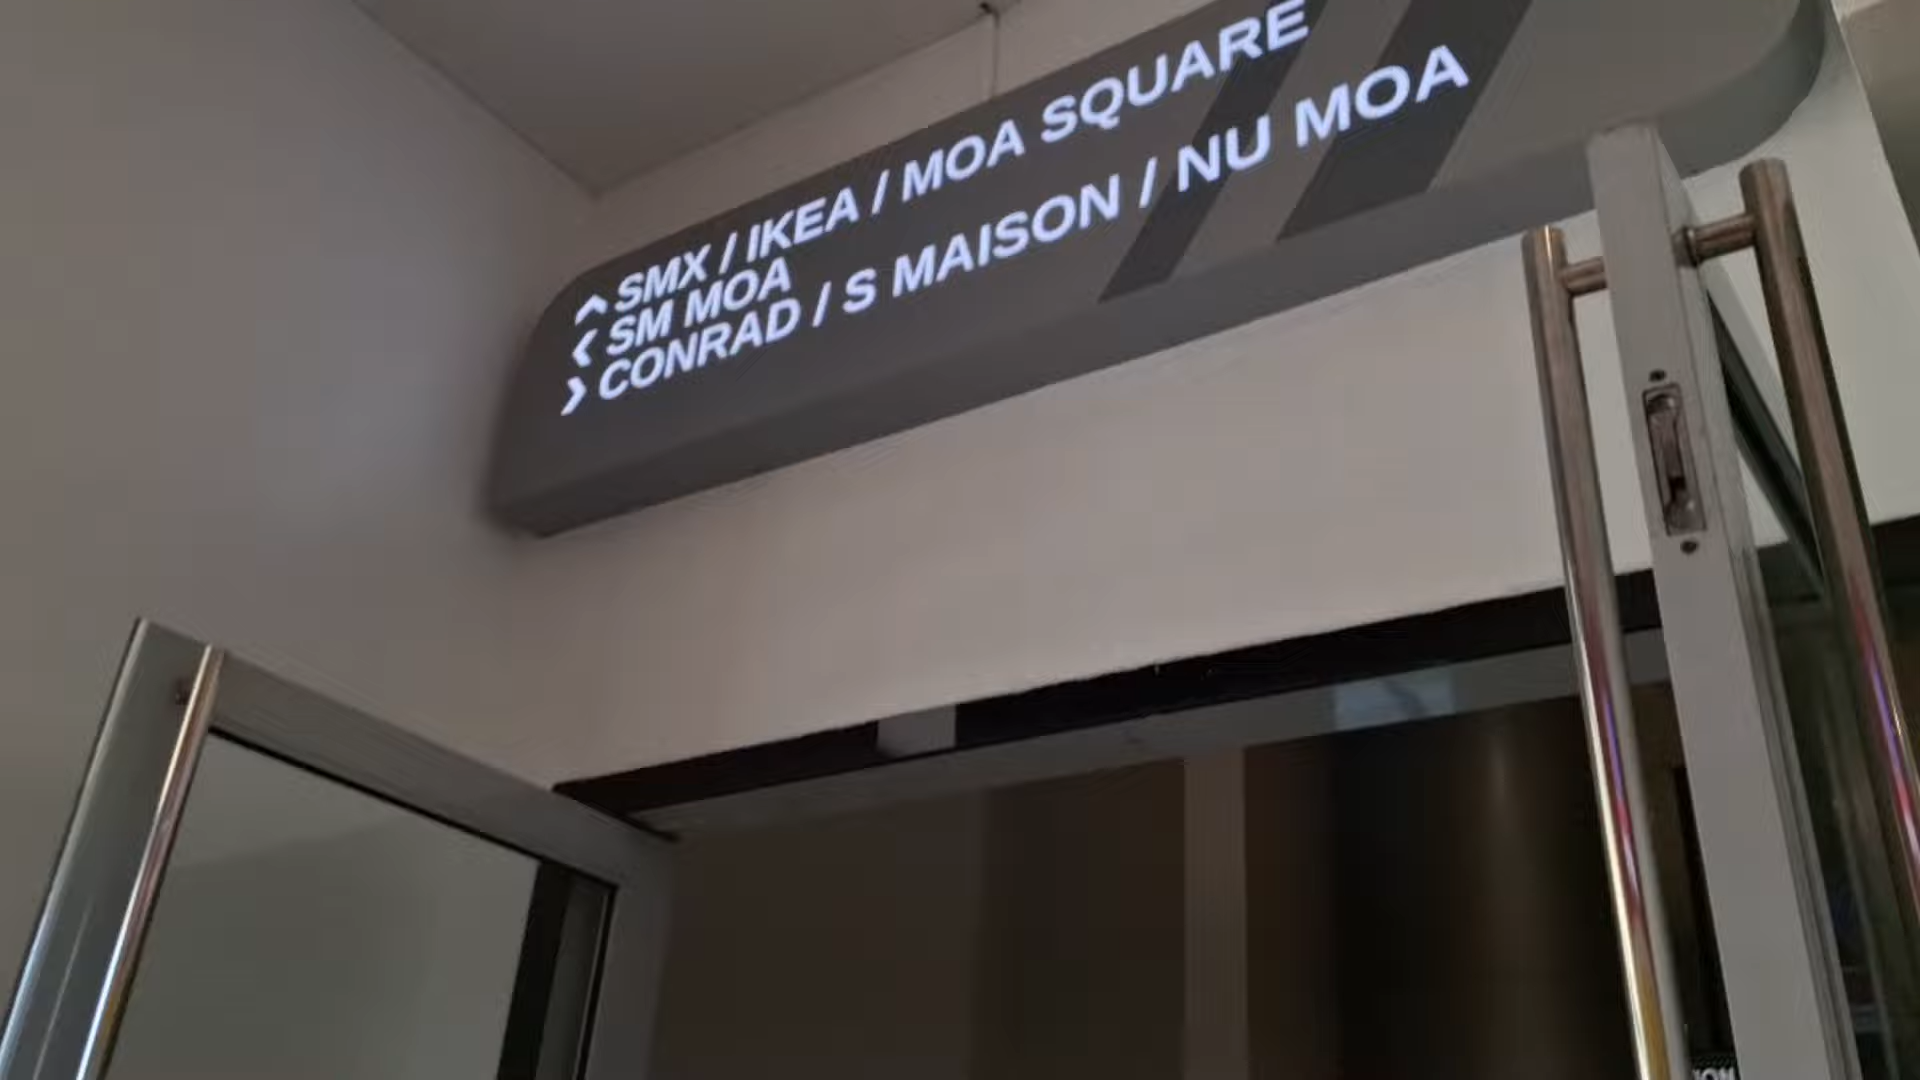 ^ SMX / IKEA / MOA SQUARE
< SM MOA
> CONRAD / S MAISON / NU MOA